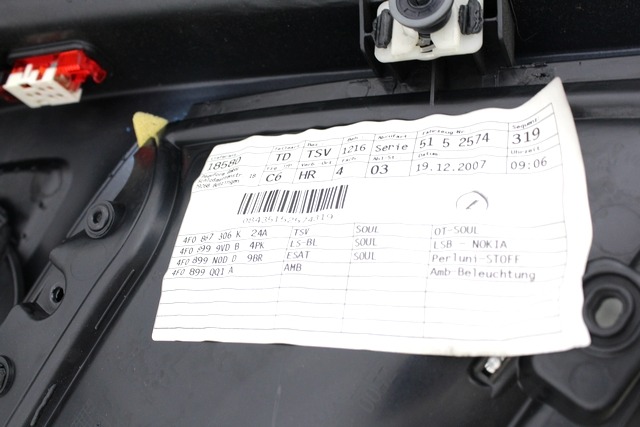 18580 TD TSV 1216 Serie 51 5 2574 319
18 C6 HR 4 03 19.12.2007 09:06
4F0 867 306 K 24A TSV SOUL OT-SOUL
4F0 899 9VD B 4PK LS-BL SOUL LSB - NOKIA
4F0 899 N0D D 9BR ESAT SOUL Perluni-STOFF
4F0 899 QQ1 A AMB Amb-Beleuchtung